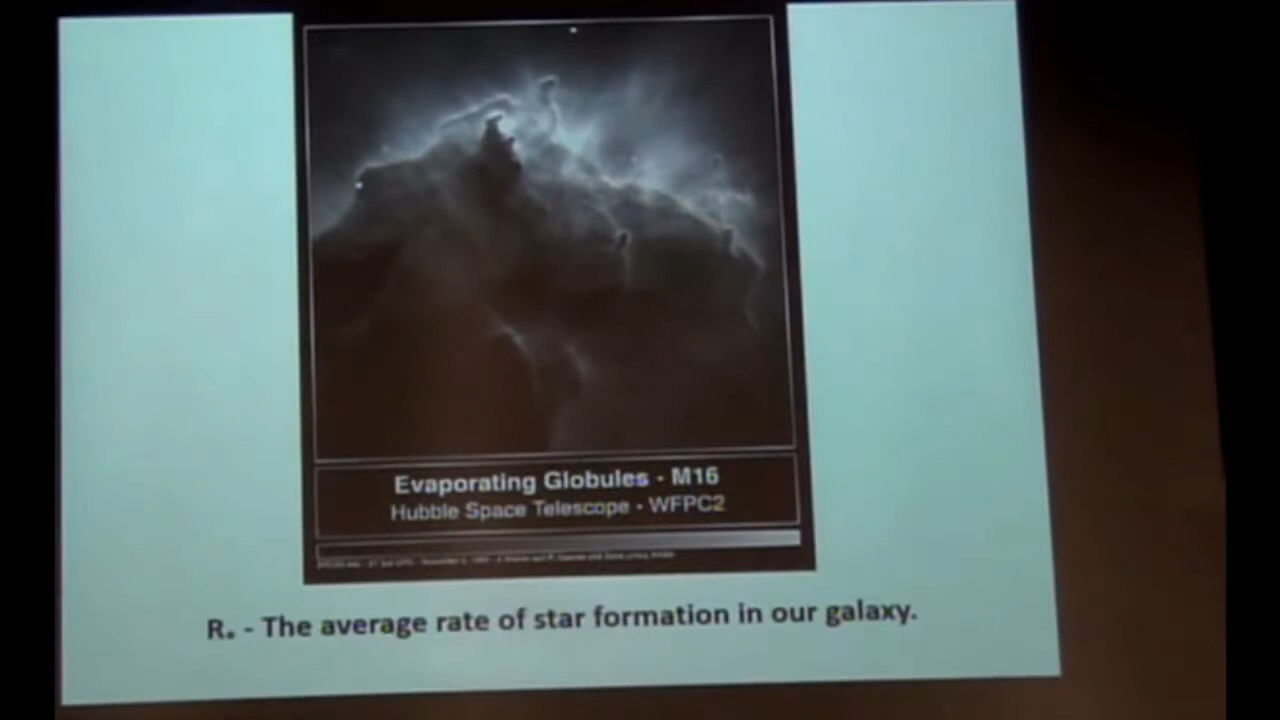 Evaporating Globules - M16
Hubble Space Telescope - WFPC2
R* - The average rate of star formation in our galaxy.